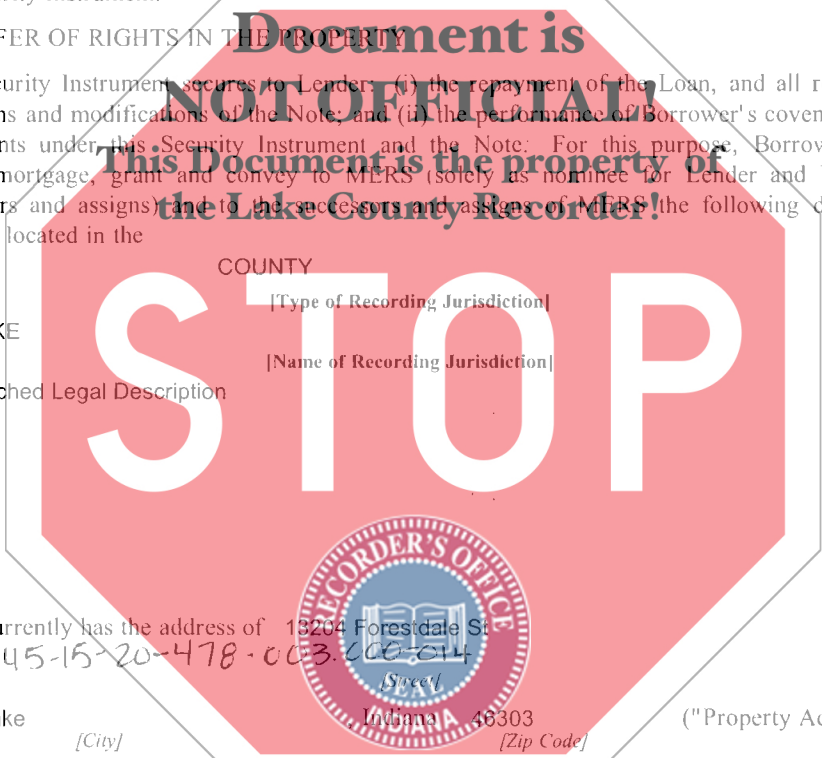 Document is
NOT OFFICIAL!
This Document is the property of
the Lake County Recorder!
STOP
FER OF RIGHTS IN THE PROPERTY
curity Instrument secures to Lender: (i) the repayment of the Loan, and all r
ns and modifications of the Note; and (ii) the performance of Borrower's coven
nts under this Security Instrument and the Note. For this purpose, Borrow
mortgage, grant and convey to MERS (solely as nominee for Lender and
rs and assigns) and to the successors and assigns of MERS the following d
located in the
COUNTY
[Type of Recording Jurisdiction]
KE
[Name of Recording Jurisdiction]
ched Legal Description
RECORDER'S OFFICE
SEAL
INDIANA
urrently has the address of 13204 Forestdale St
45-15-20-478-003.000-014
[Street]
ke , Indiana 46303 ("Property Ad
[City] [Zip Code]